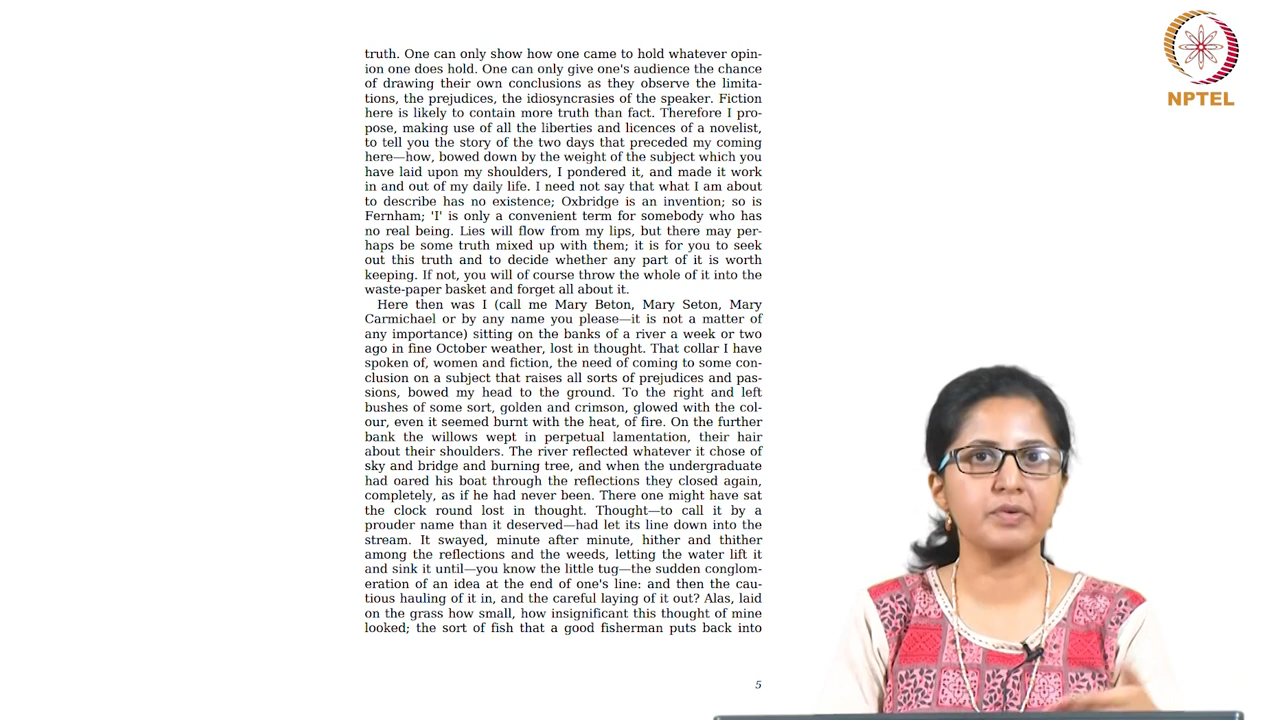 truth. One can only show how one came to hold whatever opin-
ion one does hold. One can only give one's audience the chance
of drawing their own conclusions as they observe the limita-
tions, the prejudices, the idiosyncrasies of the speaker. Fiction
here is likely to contain more truth than fact. Therefore I pro-
pose, making use of all the liberties and licences of a novelist,
to tell you the story of the two days that preceded my coming
here—how, bowed down by the weight of the subject which you
have laid upon my shoulders, I pondered it, and made it work
in and out of my daily life. I need not say that what I am about
to describe has no existence; Oxbridge is an invention; so is
Fernham; 'I' is only a convenient term for somebody who has
no real being. Lies will flow from my lips, but there may per-
haps be some truth mixed up with them; it is for you to seek
out this truth and to decide whether any part of it is worth
keeping. If not, you will of course throw the whole of it into the
waste-paper basket and forget all about it.
Here then was I (call me Mary Beton, Mary Seton, Mary
Carmichael or by any name you please—it is not a matter of
any importance) sitting on the banks of a river a week or two
ago in fine October weather, lost in thought. That collar I have
spoken of, women and fiction, the need of coming to some con-
clusion on a subject that raises all sorts of prejudices and pas-
sions, bowed my head to the ground. To the right and left
bushes of some sort, golden and crimson, glowed with the col-
our, even it seemed burnt with the heat, of fire. On the further
bank the willows wept in perpetual lamentation, their hair
about their shoulders. The river reflected whatever it chose of
sky and bridge and burning tree, and when the undergraduate
had oared his boat through the reflections they closed again,
completely, as if he had never been. There one might have sat
the clock round lost in thought. Thought—to call it by a
prouder name than it deserved—had let its line down into the
stream. It swayed, minute after minute, hither and thither
among the reflections and the weeds, letting the water lift it
and sink it until—you know the little tug—the sudden conglom-
eration of an idea at the end of one's line: and then the cau-
tious hauling of it in, and the careful laying of it out? Alas, laid
on the grass how small, how insignificant this thought of mine
looked; the sort of fish that a good fisherman puts back into
5
NPTEL